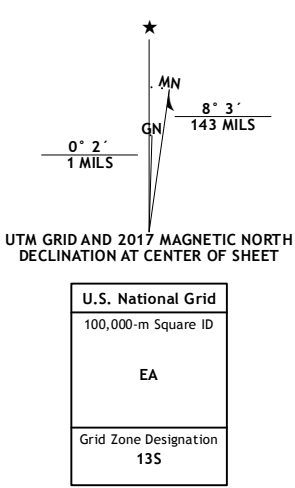 ★
MN
GN
8° 3´
143 MILS
0° 2´
1 MILS
UTM GRID AND 2017 MAGNETIC NORTH
DECLINATION AT CENTER OF SHEET
U.S. National Grid
100,000-m Square ID
EA
Grid Zone Designation
13S